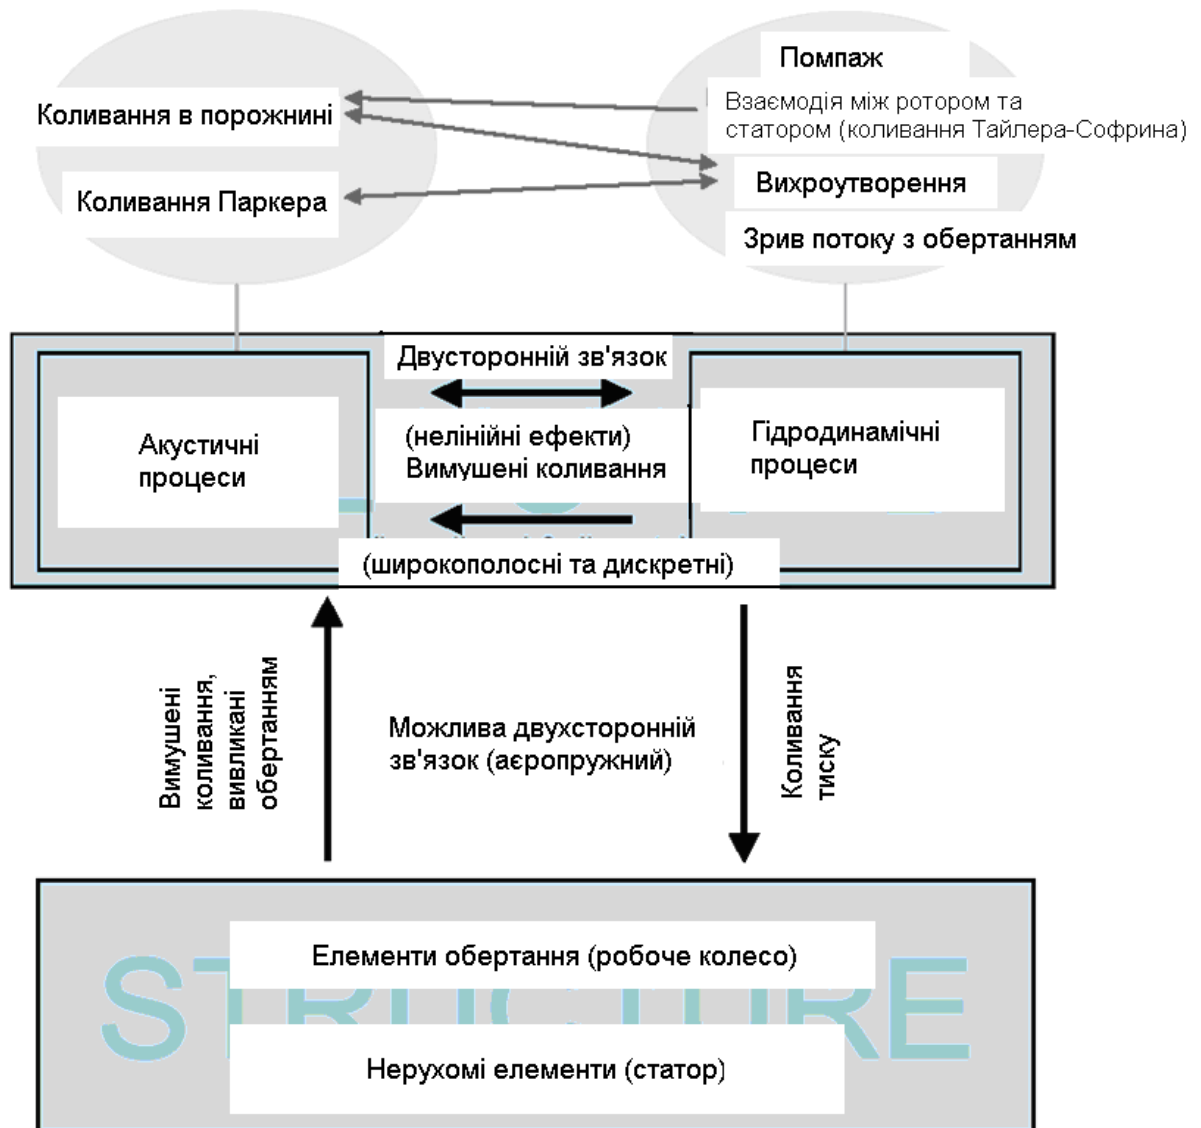 Помпаж
Коливання в порожнині
Взаємодія між ротором та
статором (коливання Тайлера-Софрина)
Вихроутворення
Коливання Паркера
Зрив потоку з обертанням
Двусторонній зв'язок
Акустичні
процеси
(нелінійні ефекти)
Вимушені коливання
Гідродинамічні
процеси
(широкополосні та дискретні)
Вимушені
коливання,
вивликані
обертанням
Можлива двухсторонній
зв'язок (аєропружний)
Коливання
тиску
Елементи обертання (робоче колесо)
STRUCTURE
Нерухомі елементи (статор)